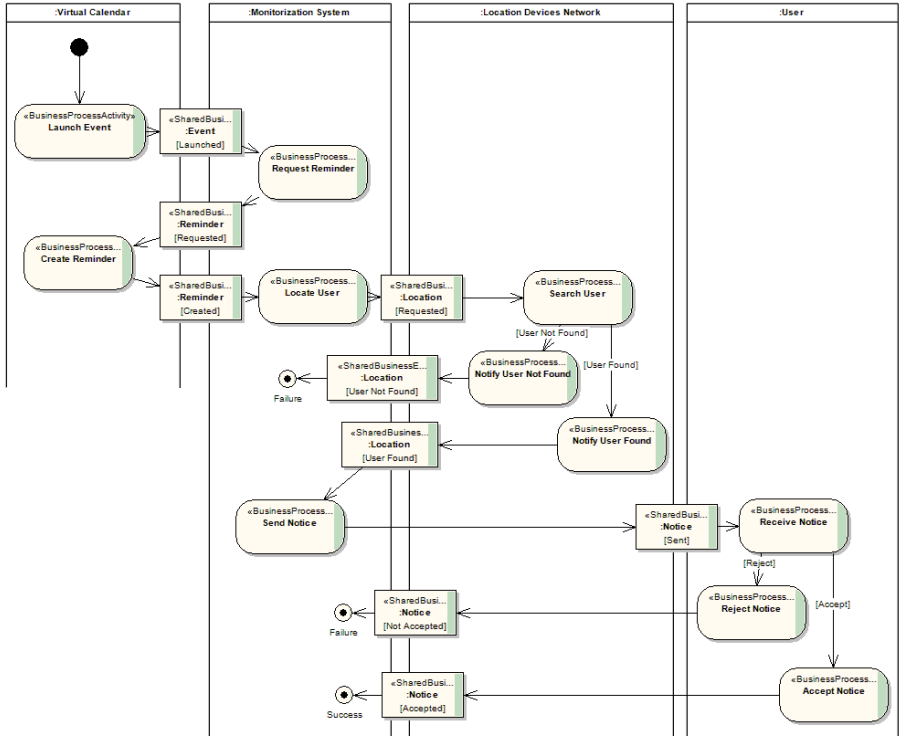 :Virtual Calendar
:Monitorization System
:Location Devices Network
:User
«BusinessProcessActivity»
Launch Event
«SharedBusi...
:Event
[Launched]
«BusinessProcess...
Request Reminder
«SharedBusi...
:Reminder
[Requested]
«BusinessProcess...
Create Reminder
«SharedBusi...
:Reminder
[Created]
«BusinessProcess...
Locate User
«SharedBusi...
:Location
[Requested]
«BusinessProcess...
Search User
[User Not Found]
[User Found]
«BusinessProcess...
Notify User Not Found
«SharedBusinessE...
:Location
[User Not Found]
Failure
«BusinessProcess...
Notify User Found
«SharedBusines...
:Location
[User Found]
«BusinessProcess...
Send Notice
«SharedBusi...
:Notice
[Sent]
«BusinessProcess...
Receive Notice
[Reject]
[Accept]
«BusinessProcess...
Reject Notice
«SharedBusi...
:Notice
[Not Accepted]
Failure
«BusinessProcess...
Accept Notice
«SharedBusi...
:Notice
[Accepted]
Success